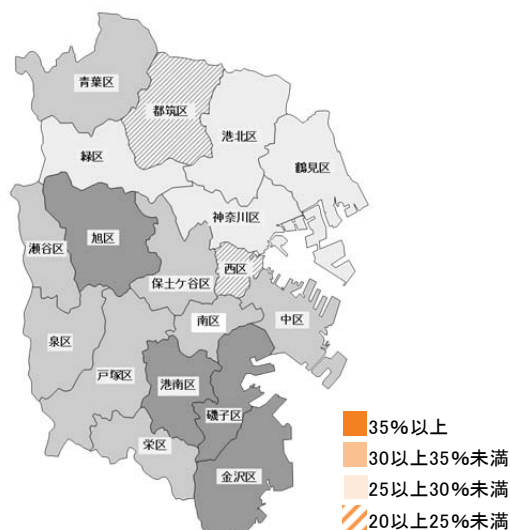 青葉区
都筑区
港北区
緑区
鶴見区
神奈川区
旭区
瀬谷区
西区
保土ケ谷区
南区
中区
泉区
戸塚区
港南区
磯子区
栄区
金沢区
35%以上
30以上35%未満
25以上30%未満
20以上25%未満